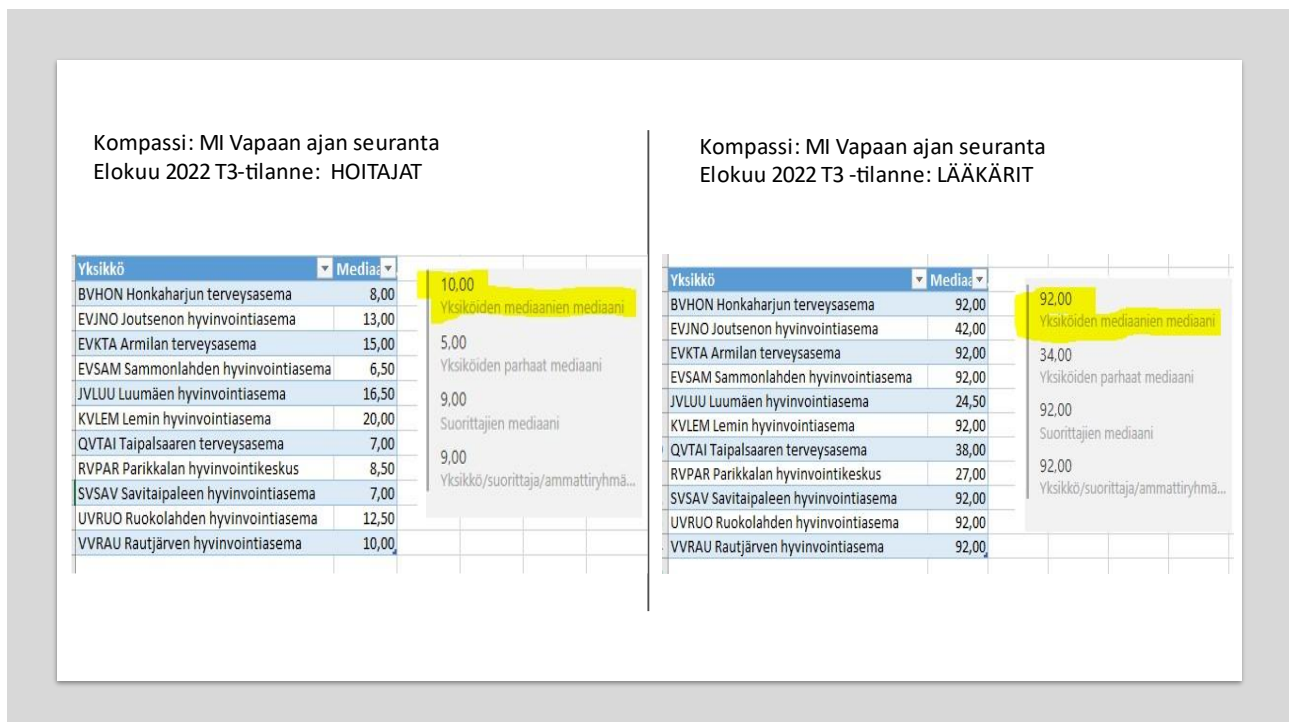 Kompassi: MI Vapaan ajan seuranta
Elokuu 2022 T3-tilanne: HOITAJAT
Yksikkö Mediaa
BVHON Honkaharjun terveysasema 8,00
EVJNO Joutsenon hyvinvointiasema 13,00
EVKTA Armilan terveysasema 15,00
EVSAM Sammonlahden hyvinvointiasema 6,50
JVLUU Luumäen hyvinvointiasema 16,50
KVLEM Lemin hyvinvointiasema 20,00
QVTAI Taipalsaaren terveysasema 7,00
RVPAR Parikkalan hyvinvointikeskus 8,50
SVSAV Savitaipaleen hyvinvointiasema 7,00
UVRUO Ruokolahden hyvinvointiasema 12,50
VVRAU Rautjärven hyvinvointiasema 10,00
10,00
Yksiköiden mediaanien mediaani
5,00
Yksiköiden parhaat mediaani
9,00
Suorittajien mediaani
9,00
Yksikkö/suorittaja/ammattiryhmä...
Kompassi: MI Vapaan ajan seuranta
Elokuu 2022 T3 -tilanne: LÄÄKÄRIT
Yksikkö Mediaa
BVHON Honkaharjun terveysasema 92,00
EVJNO Joutsenon hyvinvointiasema 42,00
EVKTA Armilan terveysasema 92,00
EVSAM Sammonlahden hyvinvointiasema 92,00
JVLUU Luumäen hyvinvointiasema 24,50
KVLEM Lemin hyvinvointiasema 92,00
QVTAI Taipalsaaren terveysasema 38,00
RVPAR Parikkalan hyvinvointikeskus 27,00
SVSAV Savitaipaleen hyvinvointiasema 92,00
UVRUO Ruokolahden hyvinvointiasema 92,00
VVRAU Rautjärven hyvinvointiasema 92,00
92,00
Yksiköiden mediaanien mediaani
34,00
Yksiköiden parhaat mediaani
92,00
Suorittajien mediaani
92,00
Yksikkö/suorittaja/ammattiryhmä...